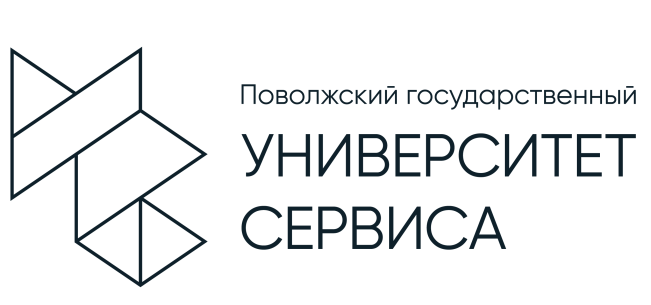 Поволжский государственный
УНИВЕРСИТЕТ
СЕРВИСА